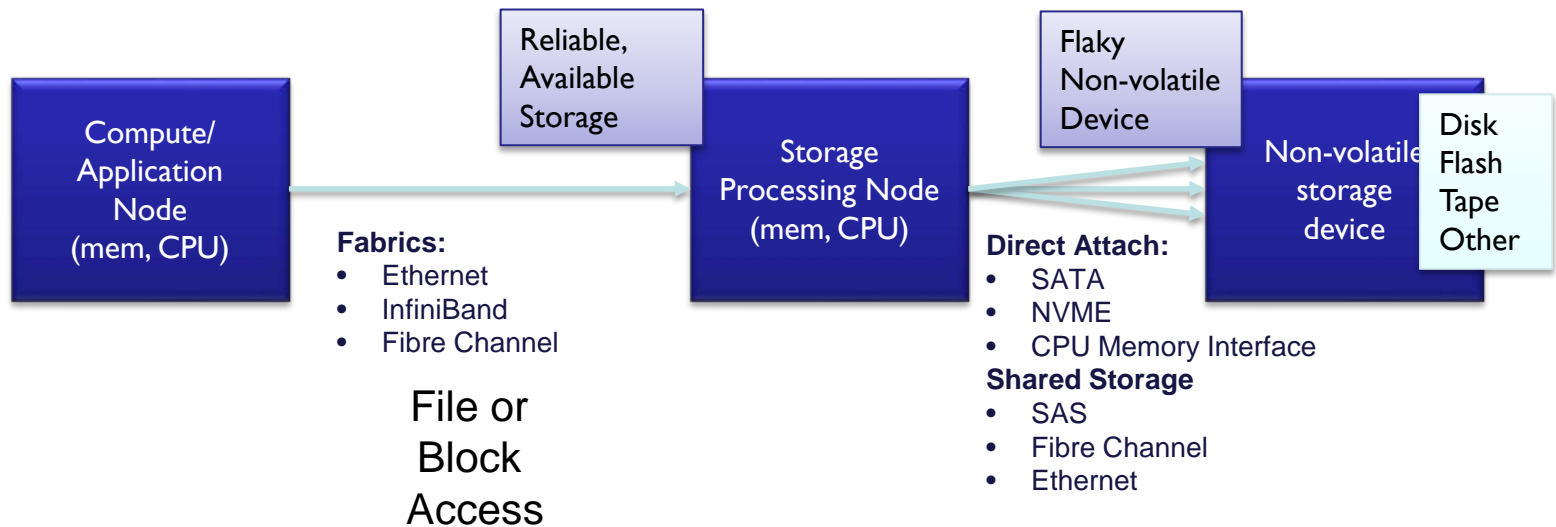 Compute/
Application
Node
(mem, CPU)
Reliable,
Available
Storage
Storage
Processing Node
(mem, CPU)
Flaky
Non-volatile
Device
Non-volatile
storage
device
Disk
Flash
Tape
Other
Fabrics:
• Ethernet
• InfiniBand
• Fibre Channel
File or
Block
Access
Direct Attach:
• SATA
• NVME
• CPU Memory Interface
Shared Storage
• SAS
• Fibre Channel
• Ethernet